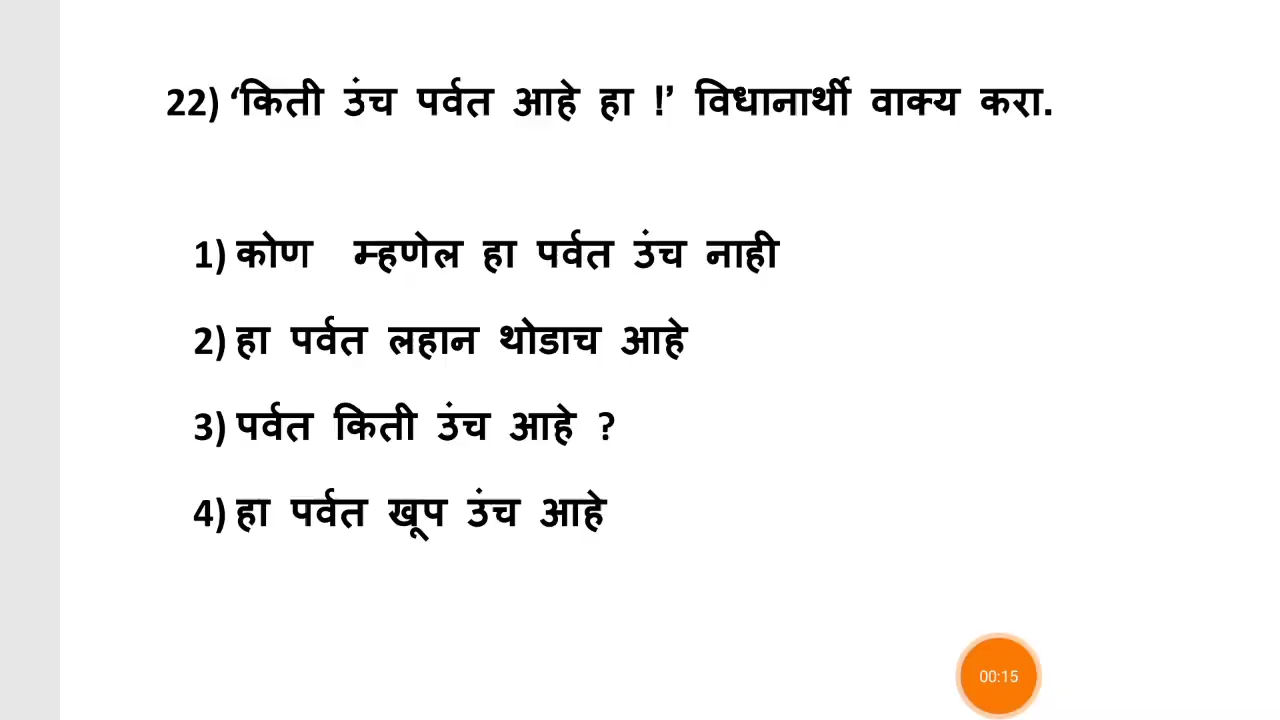 22) ‘किती उंच पर्वत आहे हा !’ विधानार्थी वाक्य करा.
1) कोण म्हणेल हा पर्वत उंच नाही
2) हा पर्वत लहान थोडाच आहे
3) पर्वत किती उंच आहे ?
4) हा पर्वत खूप उंच आहे
00:15